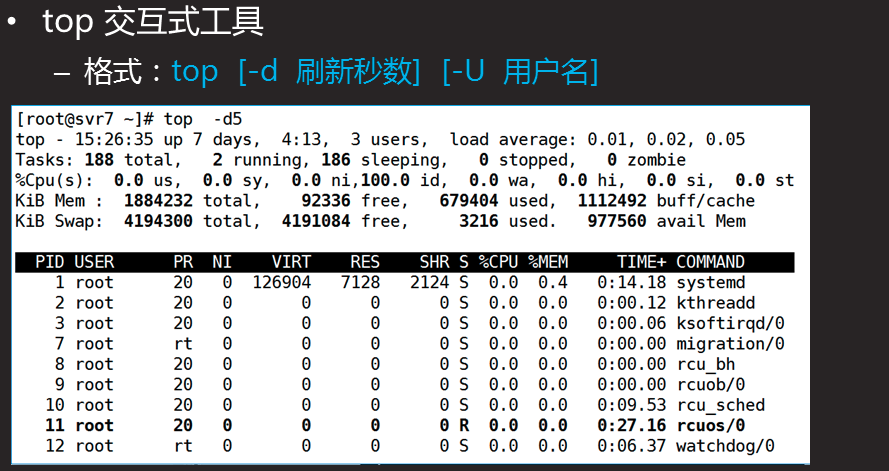 • top 交互式工具
– 格式：top [-d 刷新秒数] [-U 用户名]
[root@svr7 ~]# top -d5
top - 15:26:35 up 7 days, 4:13, 3 users, load average: 0.01, 0.02, 0.05
Tasks: 188 total, 2 running, 186 sleeping, 0 stopped, 0 zombie
%Cpu(s): 0.0 us, 0.0 sy, 0.0 ni,100.0 id, 0.0 wa, 0.0 hi, 0.0 si, 0.0 st
KiB Mem : 1884232 total, 92336 free, 679404 used, 1112492 buff/cache
KiB Swap: 4194300 total, 4191084 free, 3216 used. 977560 avail Mem
PID USER PR NI VIRT RES SHR S %CPU %MEM TIME+ COMMAND
1 root 20 0 126904 7128 2124 S 0.0 0.4 0:14.18 systemd
2 root 20 0 0 0 0 S 0.0 0.0 0:00.12 kthreadd
3 root 20 0 0 0 0 S 0.0 0.0 0:00.06 ksoftirqd/0
7 root rt 0 0 0 0 S 0.0 0.0 0:00.00 migration/0
8 root 20 0 0 0 0 S 0.0 0.0 0:00.00 rcu_bh
9 root 20 0 0 0 0 S 0.0 0.0 0:00.00 rcuob/0
10 root 20 0 0 0 0 S 0.0 0.0 0:09.53 rcu_sched
11 root 20 0 0 0 0 R 0.0 0.0 0:27.16 rcuos/0
12 root rt 0 0 0 0 S 0.0 0.0 0:06.37 watchdog/0